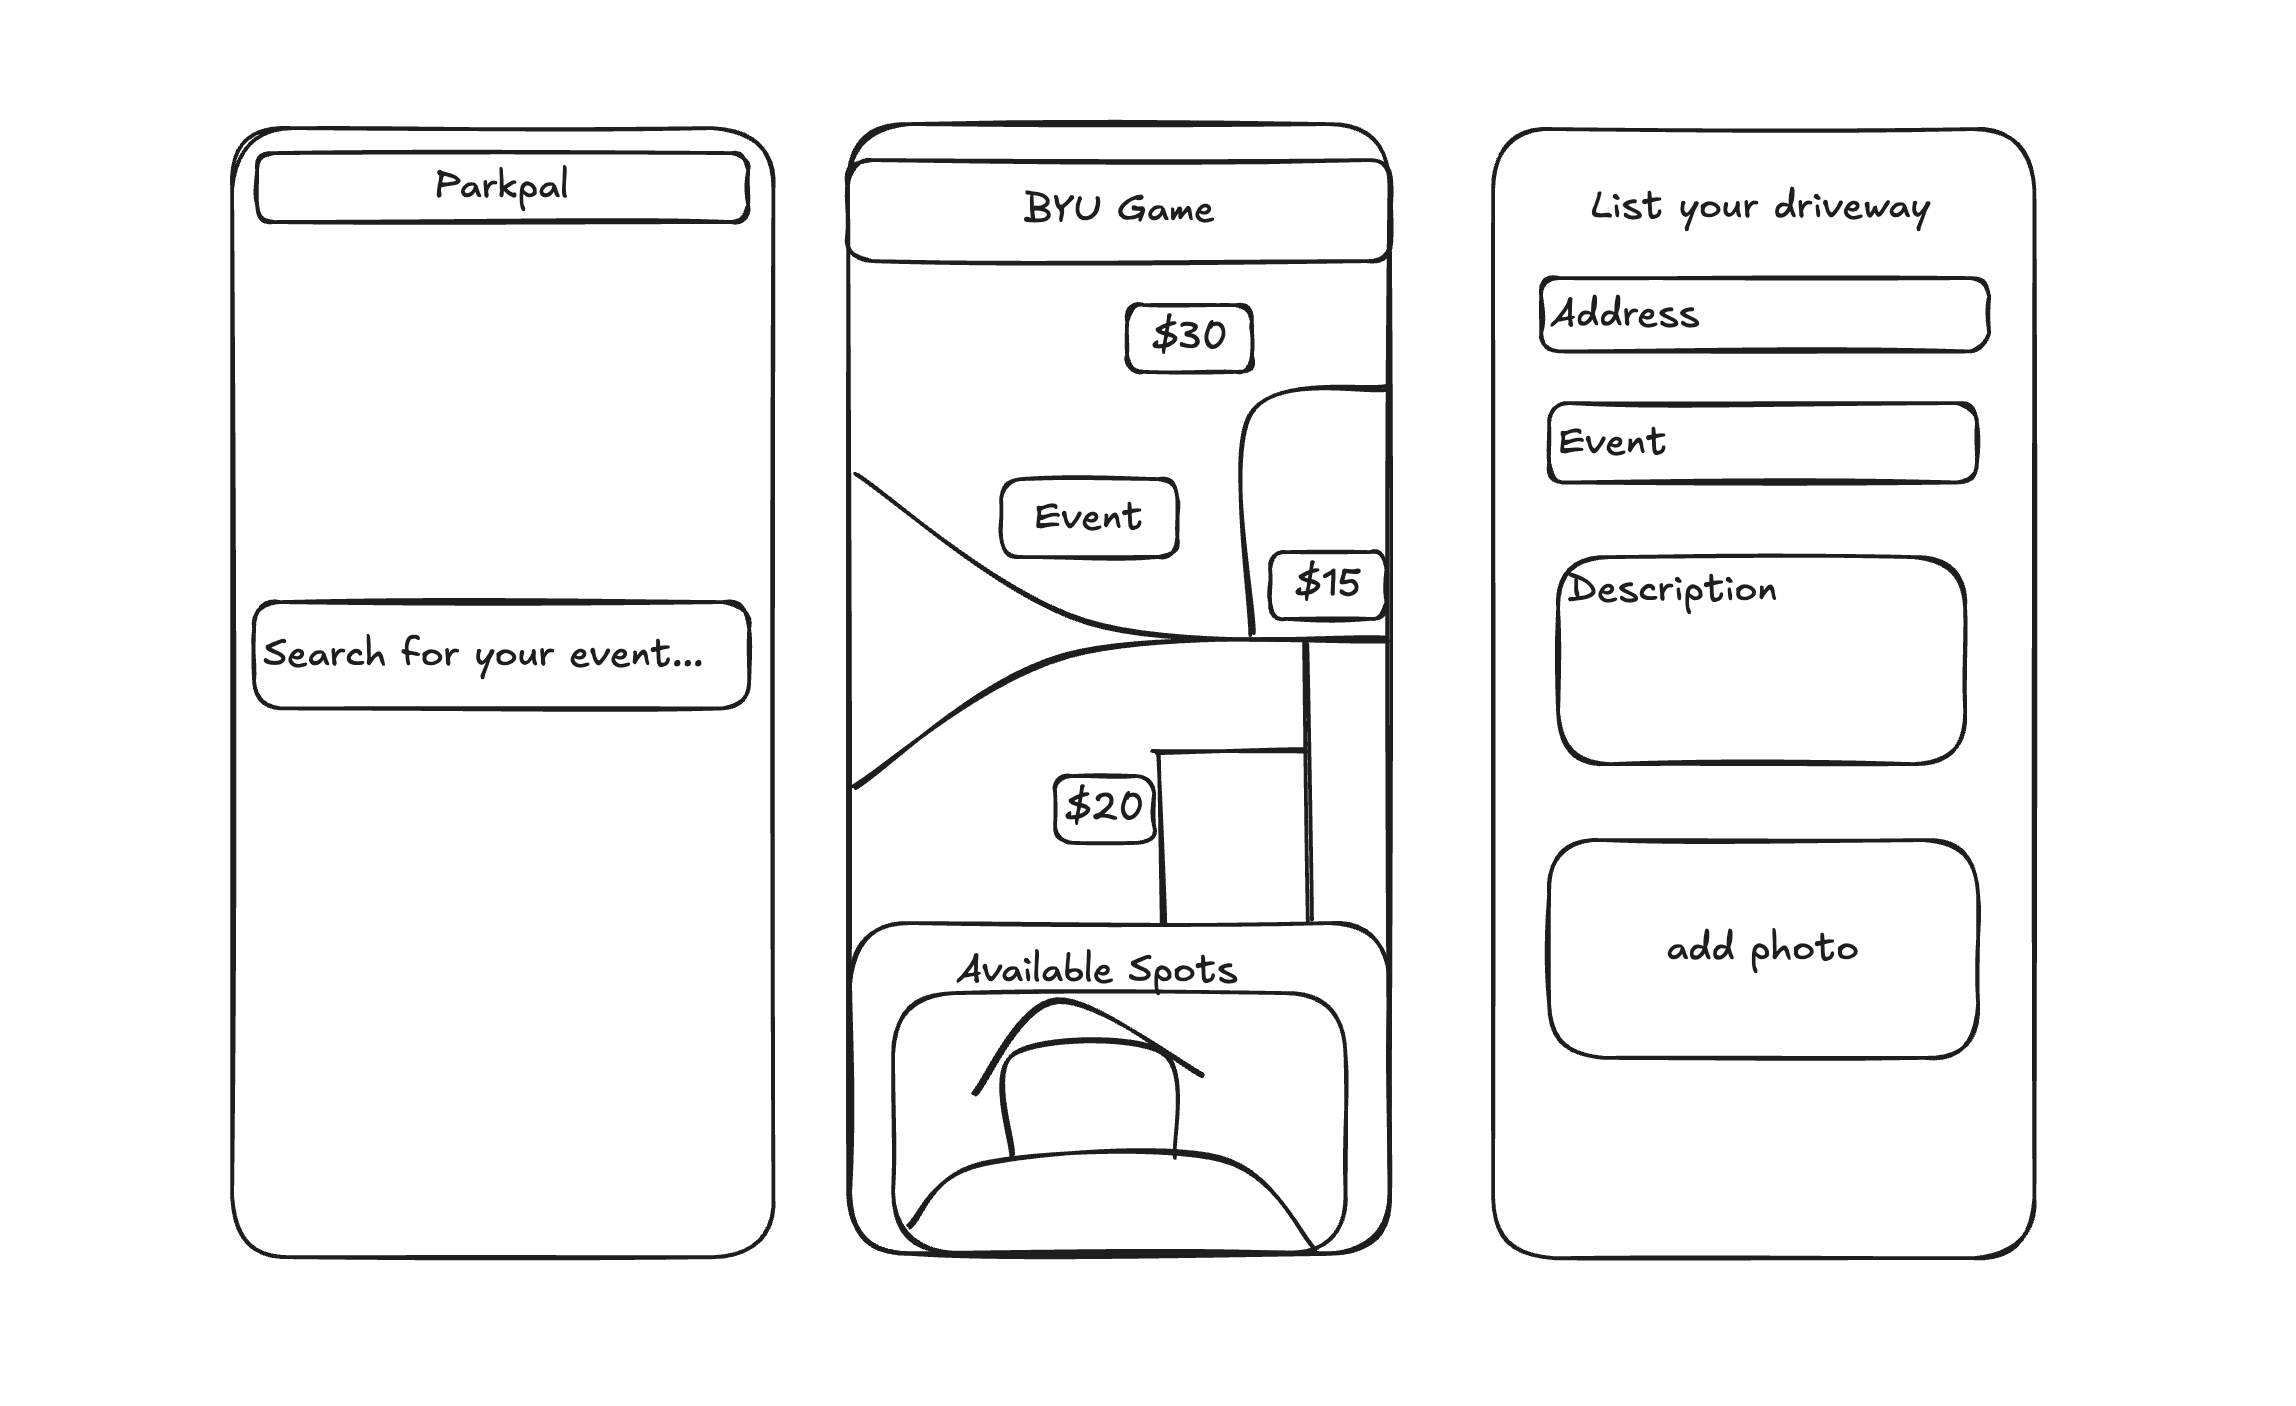 Parkpal
Search for your event...
BYU Game
$30
Event
$15
$20
Available Spots
List your driveway
Address
Event
Description
add photo